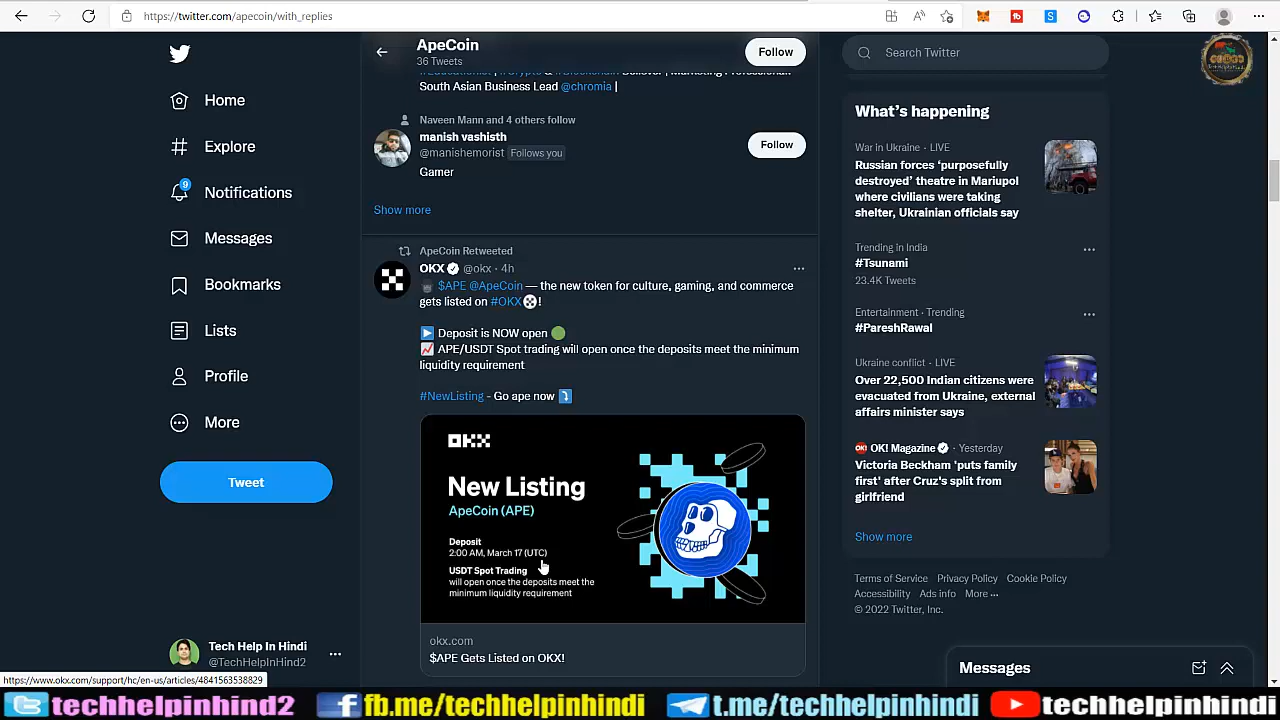 https://twitter.com/apecoin/with_replies
ApeCoin
36 Tweets
Follow
South Asian Business Lead @chromia |
Naveen Mann and 4 others follow
manish vashisth
@manishemorist Follows you
Gamer
Follow
Show more
ApeCoin Retweeted
OKX @okx · 4h
$APE @ApeCoin — the new token for culture, gaming, and commerce
gets listed on #OKX!
Deposit is NOW open
APE/USDT Spot trading will open once the deposits meet the minimum
liquidity requirement
#NewListing - Go ape now
OKX
New Listing
ApeCoin (APE)
Deposit
2:00 AM, March 17 (UTC)
USDT Spot Trading
will open once the deposits meet the
minimum liquidity requirement
okx.com
$APE Gets Listed on OKX!
Home
Explore
9
Notifications
Messages
Bookmarks
Lists
Profile
More
Tweet
Tech Help In Hindi
@TechHelpInHind2
https://www.okx.com/support/hc/en-us/articles/4841563538829
Search Twitter
What's happening
War in Ukraine · LIVE
Russian forces 'purposefully
destroyed' theatre in Mariupol
where civilians were taking
shelter, Ukrainian officials say
Trending in India
#Tsunami
23.4K Tweets
Entertainment · Trending
#PareshRawal
Ukraine conflict · LIVE
Over 22,500 Indian citizens were
evacuated from Ukraine, external
affairs minister says
OK! Magazine · Yesterday
Victoria Beckham 'puts family
first' after Cruz's split from
girlfriend
Show more
Terms of Service Privacy Policy Cookie Policy
Accessibility Ads info More ···
© 2022 Twitter, Inc.
Messages
techhelpinhind2 fb.me/techhelpinhindi t.me/techhelpinhindi techhelpinhindi